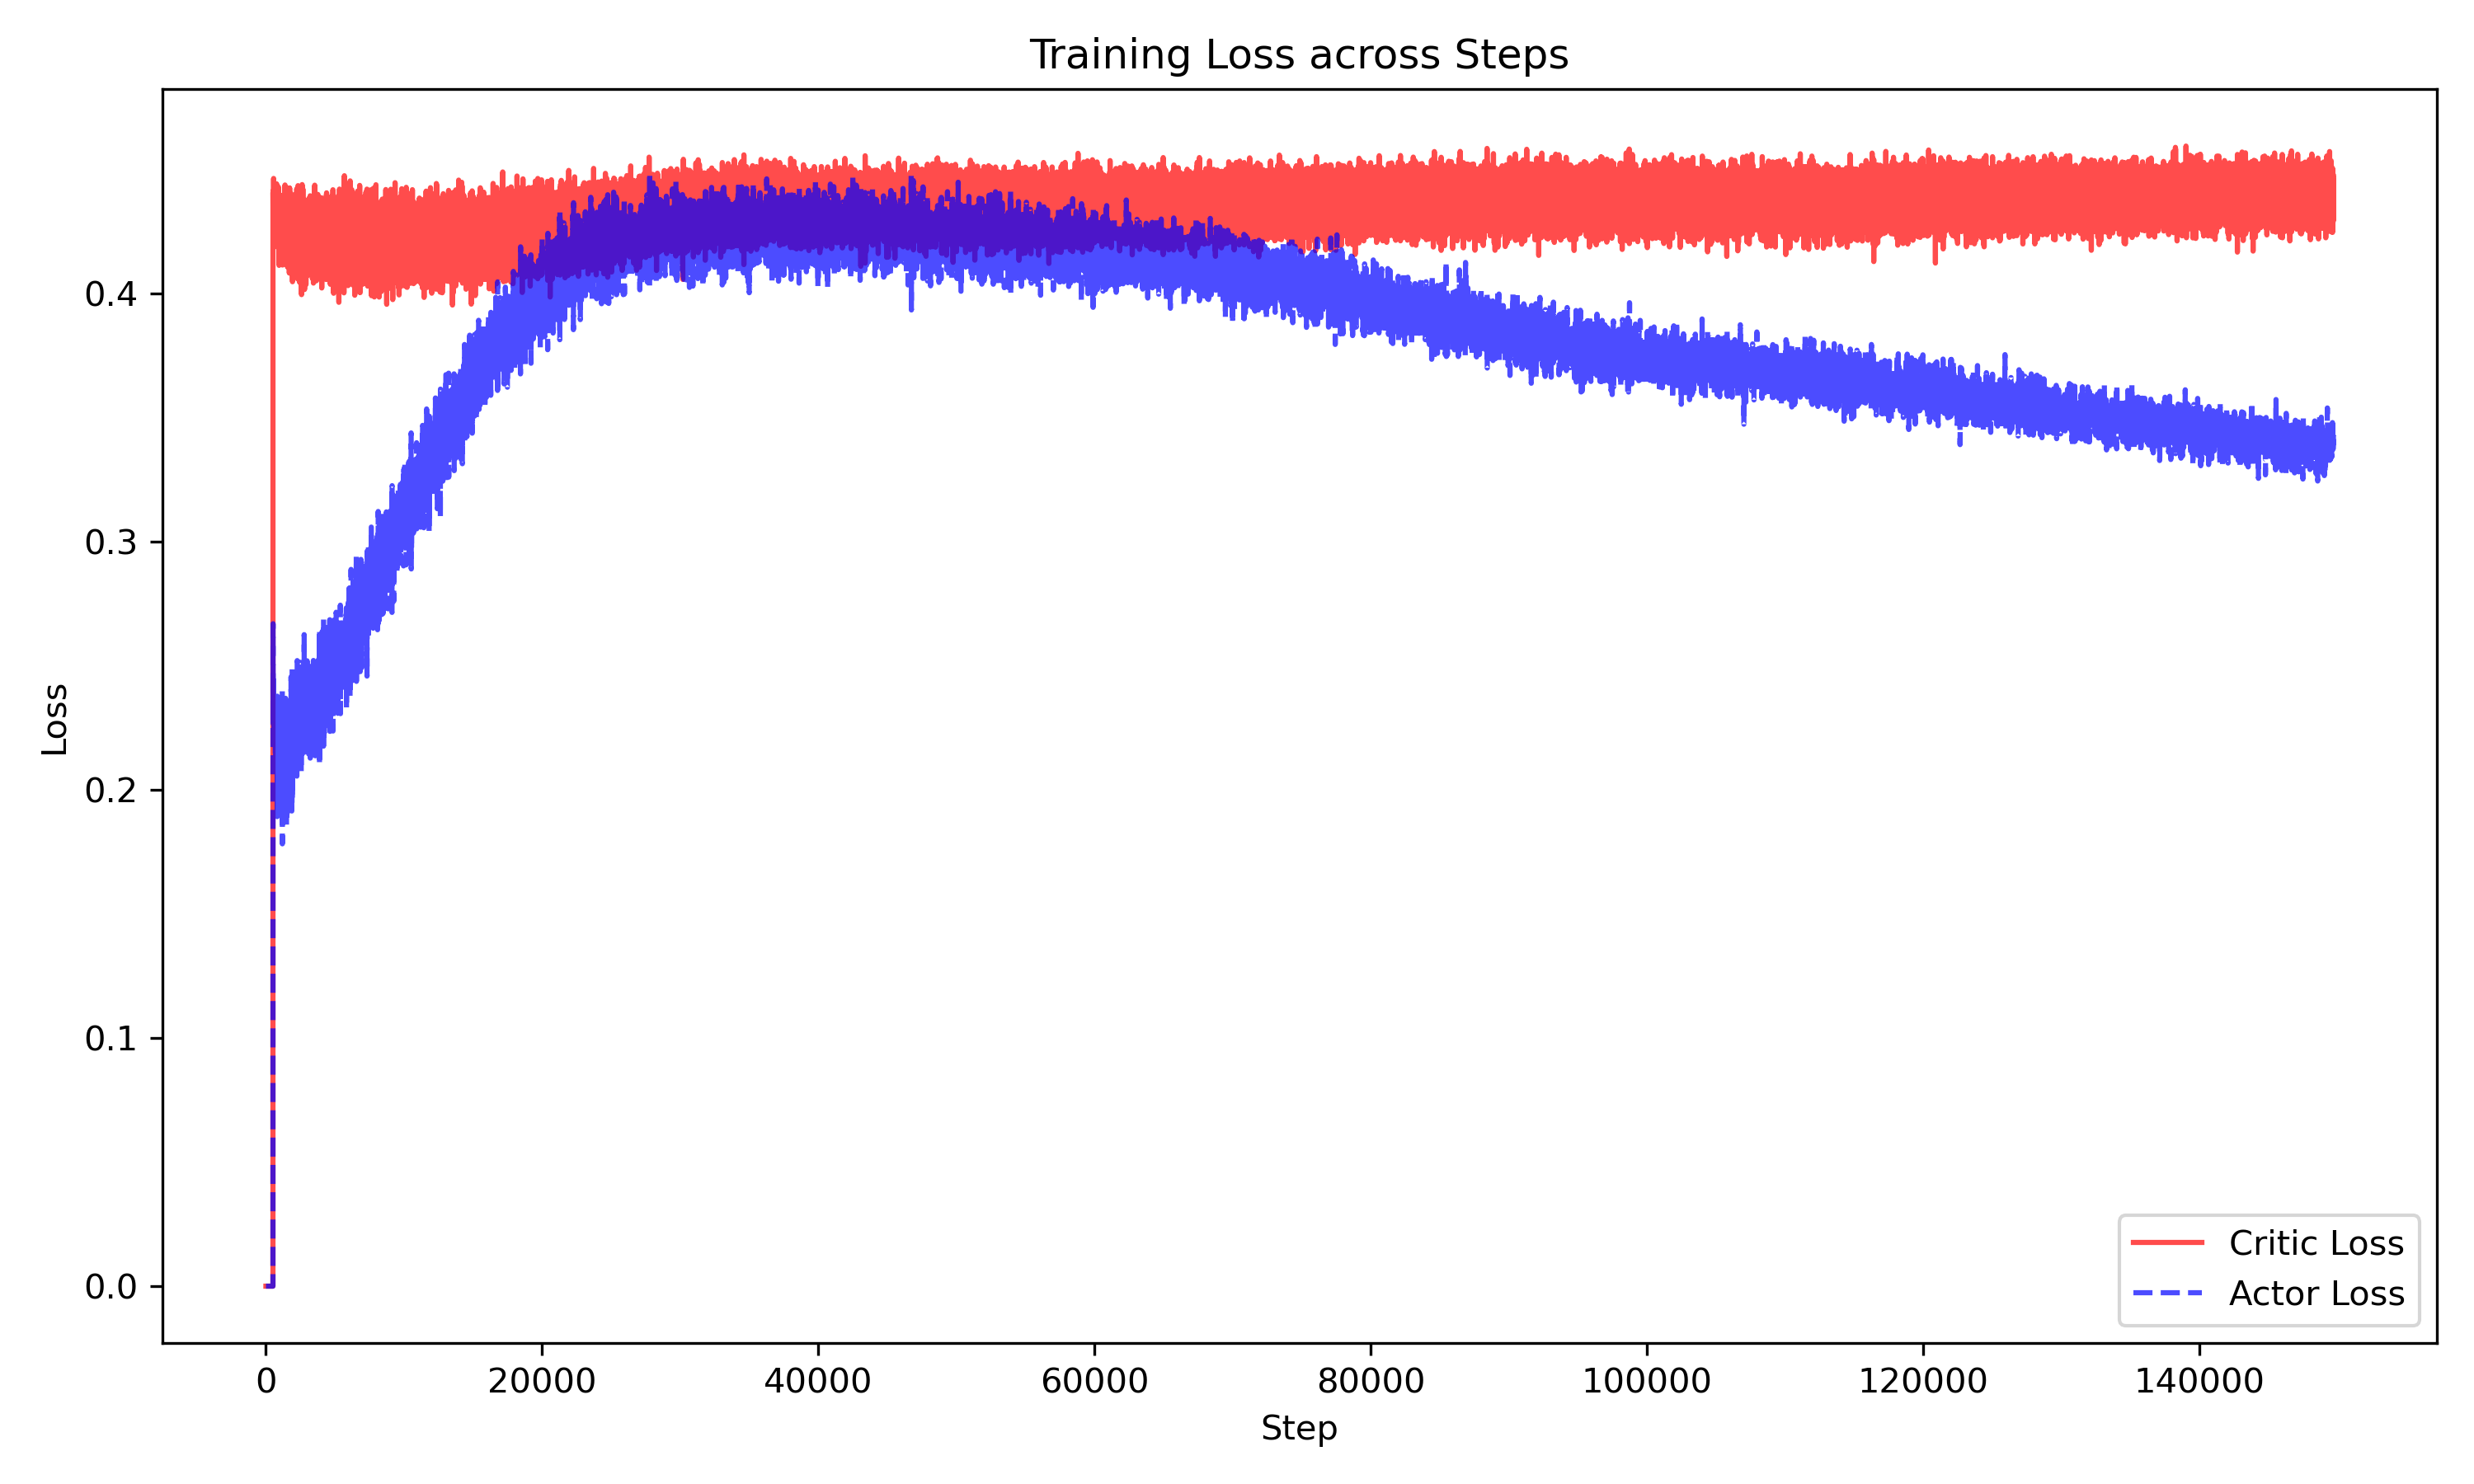 Training Loss across Steps
Loss
0.4
0.3
0.2
0.1
0.0
0 20000 40000 60000 80000 100000 120000 140000
Step
Critic Loss
Actor Loss